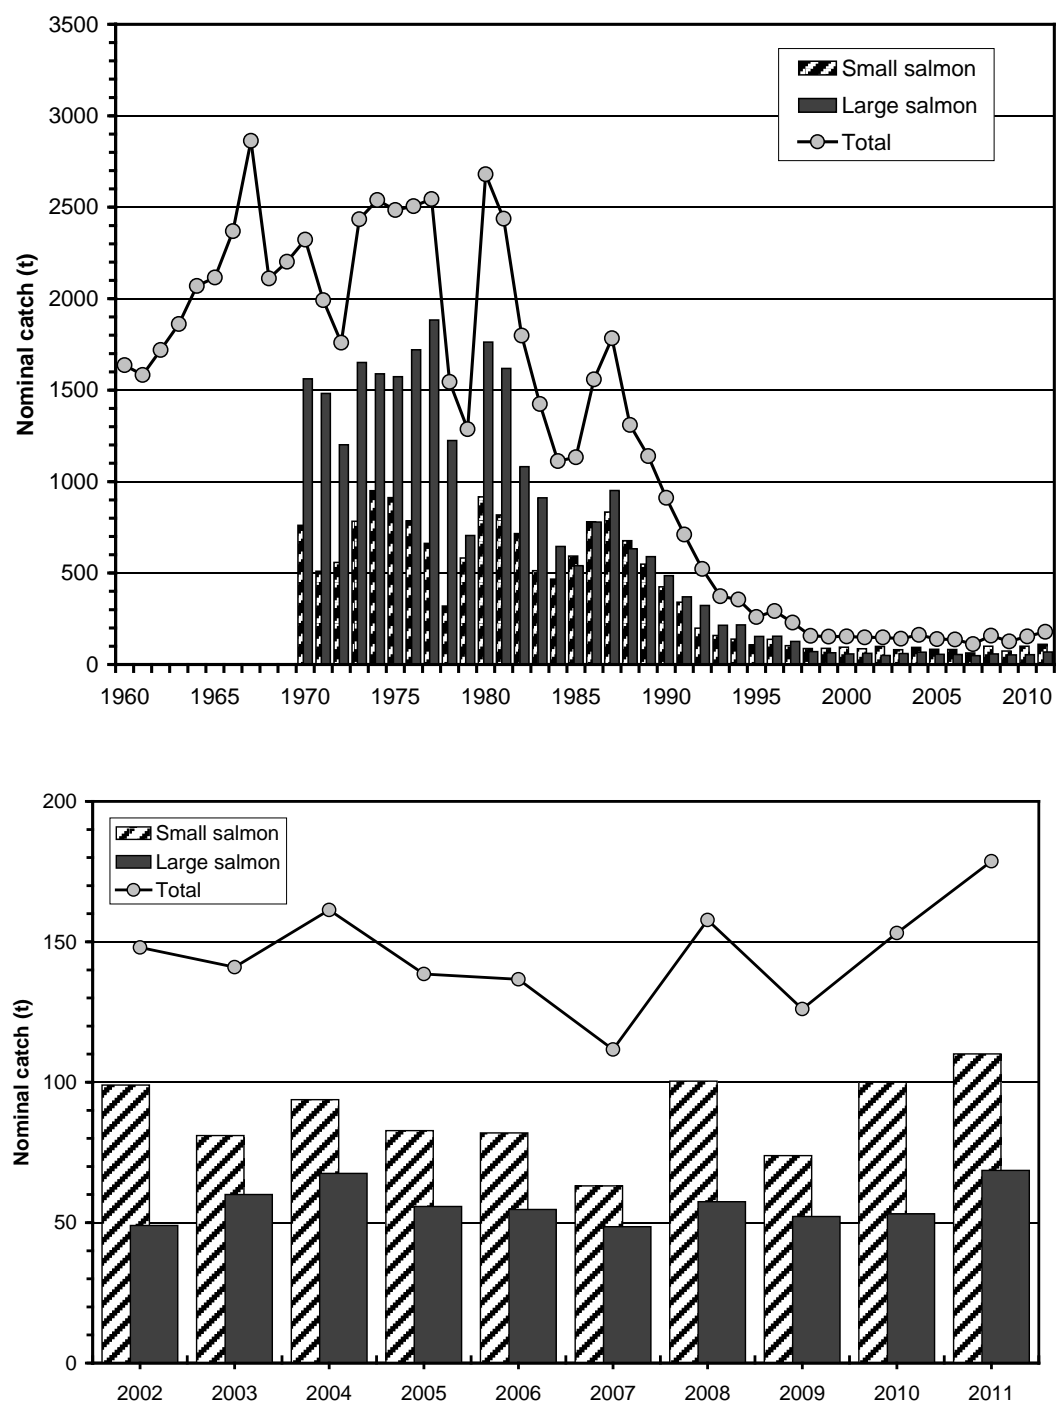 3500
3000
2500
2000
1500
1000
500
0
Nominal catch (t)
Small salmon
Large salmon
Total
1960 1965 1970 1975 1980 1985 1990 1995 2000 2005 2010
200
150
100
50
0
Nominal catch (t)
Small salmon
Large salmon
Total
2002 2003 2004 2005 2006 2007 2008 2009 2010 2011